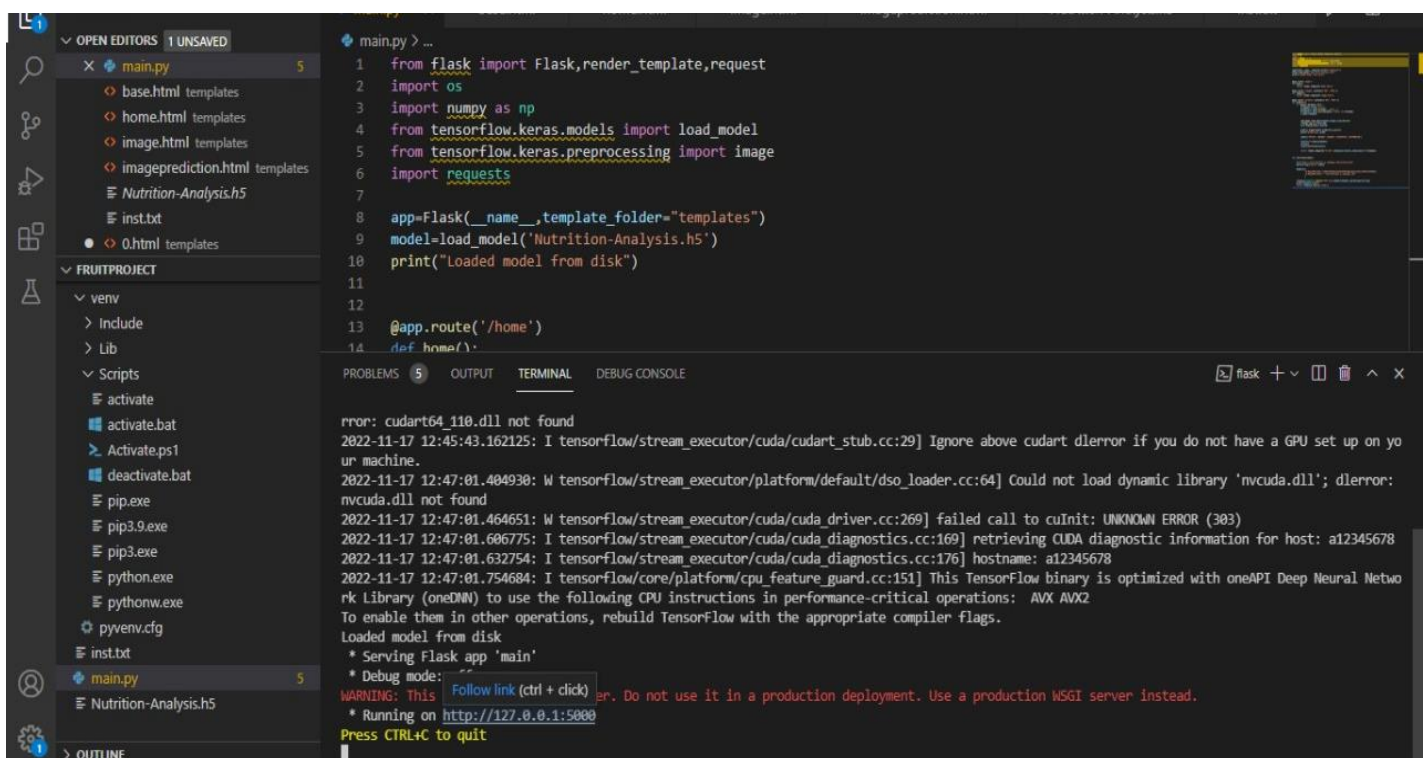 1
OPEN EDITORS 1 UNSAVED
main.py 5
base.html templates
home.html templates
image.html templates
imageprediction.html templates
Nutrition-Analysis.h5
inst.txt
0.html templates
FRUITPROJECT
venv
Include
Lib
Scripts
activate
activate.bat
Activate.ps1
deactivate.bat
pip.exe
pip3.9.exe
pip3.exe
python.exe
pythonw.exe
pyvenv.cfg
inst.txt
main.py 5
Nutrition-Analysis.h5
OUTLINE
1
main.py > ...
1 from flask import Flask,render_template,request
2 import os
3 import numpy as np
4 from tensorflow.keras.models import load_model
5 from tensorflow.keras.preprocessing import image
6 import requests
7
8 app=Flask(__name__,template_folder="templates")
9 model=load_model('Nutrition-Analysis.h5')
10 print("Loaded model from disk")
11
12
13 @app.route('/home')
14 def home():
PROBLEMS 5 OUTPUT TERMINAL DEBUG CONSOLE
flask
rror: cudart64_110.dll not found
2022-11-17 12:45:43.162125: I tensorflow/stream_executor/cuda/cudart_stub.cc:29] Ignore above cudart dlerror if you do not have a GPU set up on yo
ur machine.
2022-11-17 12:47:01.404930: W tensorflow/stream_executor/platform/default/dso_loader.cc:64] Could not load dynamic library 'nvcuda.dll'; dlerror:
nvcuda.dll not found
2022-11-17 12:47:01.464651: W tensorflow/stream_executor/cuda/cuda_driver.cc:269] failed call to cuInit: UNKNOWN ERROR (303)
2022-11-17 12:47:01.606775: I tensorflow/stream_executor/cuda/cuda_diagnostics.cc:169] retrieving CUDA diagnostic information for host: a12345678
2022-11-17 12:47:01.632754: I tensorflow/stream_executor/cuda/cuda_diagnostics.cc:176] hostname: a12345678
2022-11-17 12:47:01.754684: I tensorflow/core/platform/cpu_feature_guard.cc:151] This TensorFlow binary is optimized with oneAPI Deep Neural Netwo
rk Library (oneDNN) to use the following CPU instructions in performance-critical operations:  AVX AVX2
To enable them in other operations, rebuild TensorFlow with the appropriate compiler flags.
Loaded model from disk
* Serving Flask app 'main'
* Debug mode:
Follow link (ctrl + click)
WARNING: This er. Do not use it in a production deployment. Use a production WSGI server instead.
* Running on http://127.0.0.1:5000
Press CTRL+C to quit